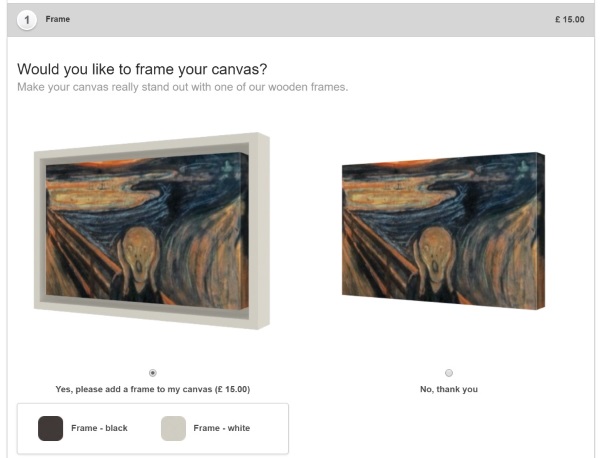 1 Frame £ 15.00
Would you like to frame your canvas?
Make your canvas really stand out with one of our wooden frames.
Yes, please add a frame to my canvas (£ 15.00)
No, thank you
Frame - black
Frame - white